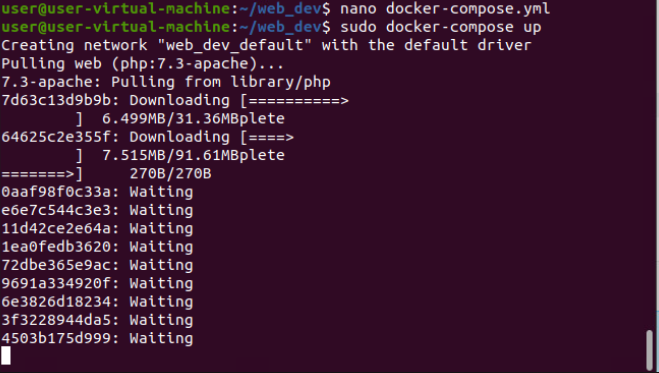 user@user-virtual-machine:~/web_dev$ nano docker-compose.yml
user@user-virtual-machine:~/web_dev$ sudo docker-compose up
Creating network "web_dev_default" with the default driver
Pulling web (php:7.3-apache)...
7.3-apache: Pulling from library/php
7d63c13d9b9b: Downloading [==========>
] 6.499MB/31.36MBplete
64625c2e355f: Downloading [====>
] 7.515MB/91.61MBplete
=======>] 270B/270B
0aaf98f0c33a: Waiting
e6e7c544c3e3: Waiting
11d42ce2e64a: Waiting
1ea0fedb3620: Waiting
72dbe365e9ac: Waiting
9691a334920f: Waiting
6e3826d18234: Waiting
3f3228944da5: Waiting
4503b175d999: Waiting